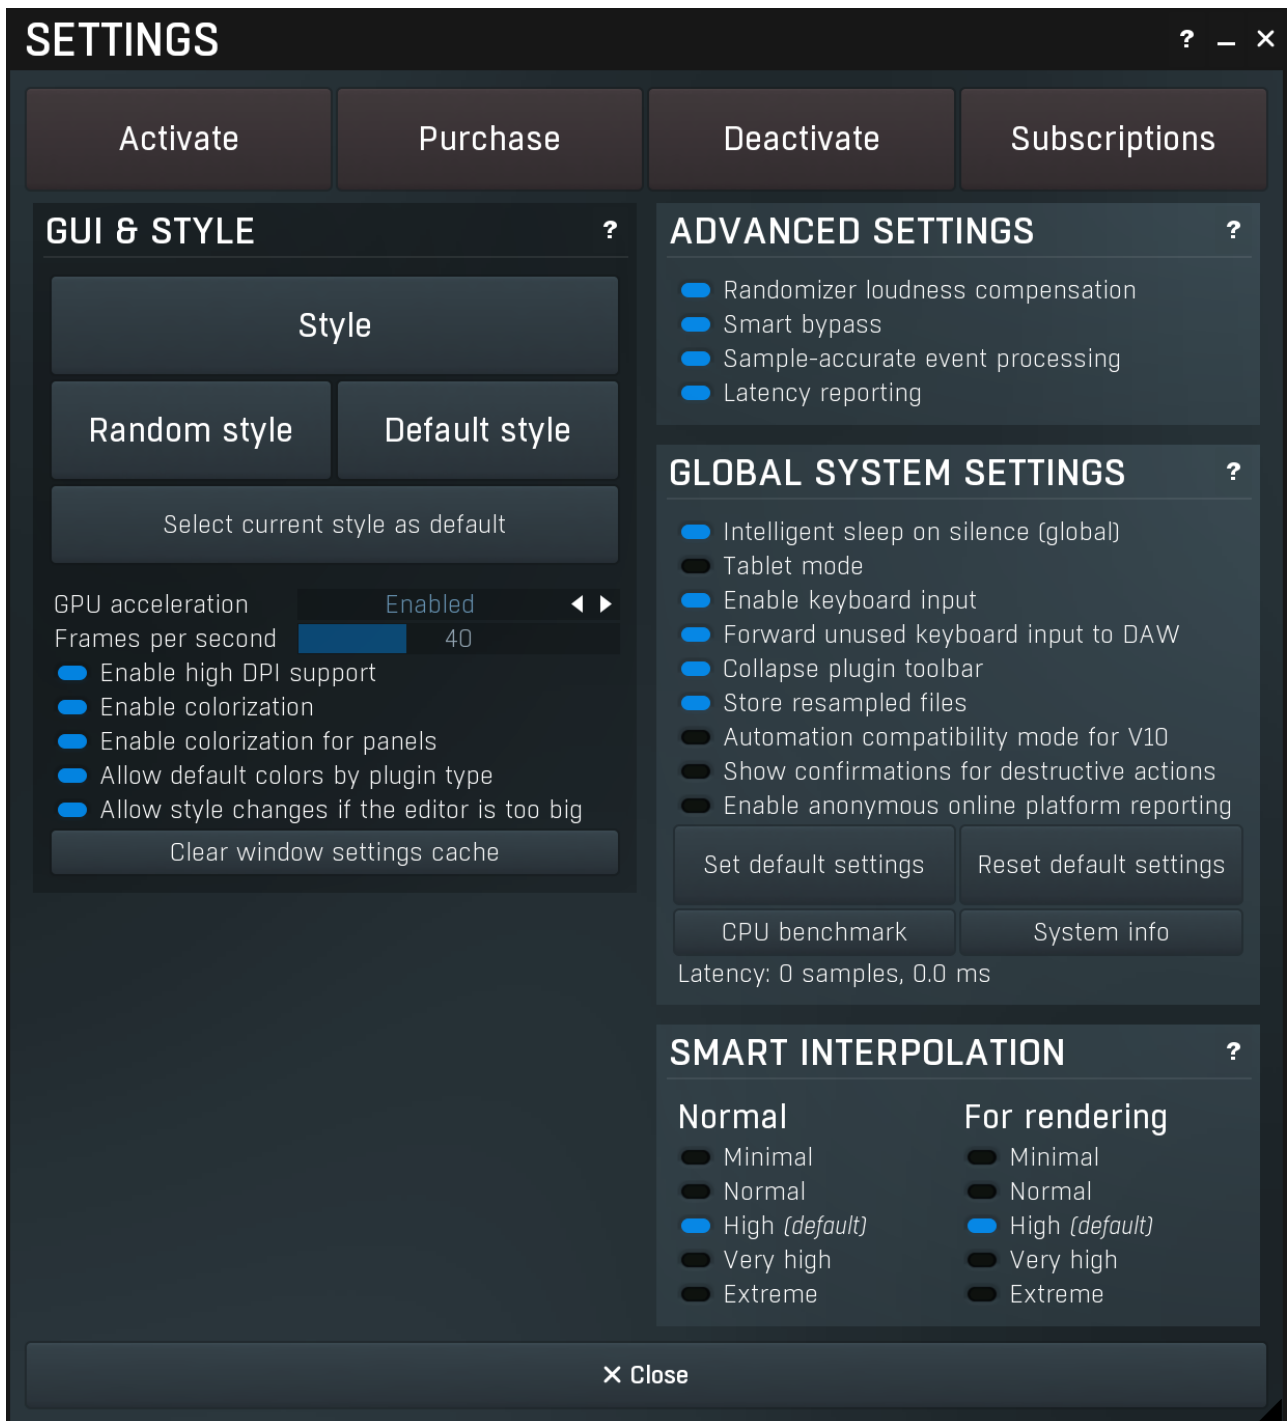 SETTINGS
?
Activate
Purchase
Deactivate
Subscriptions
GUI & STYLE
?
Style
Random style
Default style
Select current style as default
GPU acceleration Enabled
Frames per second 40
Enable high DPI support
Enable colorization
Enable colorization for panels
Allow default colors by plugin type
Allow style changes if the editor is too big
Clear window settings cache
ADVANCED SETTINGS
?
Randomizer loudness compensation
Smart bypass
Sample-accurate event processing
Latency reporting
GLOBAL SYSTEM SETTINGS
?
Intelligent sleep on silence (global)
Tablet mode
Enable keyboard input
Forward unused keyboard input to DAW
Collapse plugin toolbar
Store resampled files
Automation compatibility mode for V10
Show confirmations for destructive actions
Enable anonymous online platform reporting
Set default settings
Reset default settings
CPU benchmark
System info
Latency: 0 samples, 0.0 ms
SMART INTERPOLATION
?
Normal
Minimal
Normal
High (default)
Very high
Extreme
For rendering
Minimal
Normal
High (default)
Very high
Extreme
Close